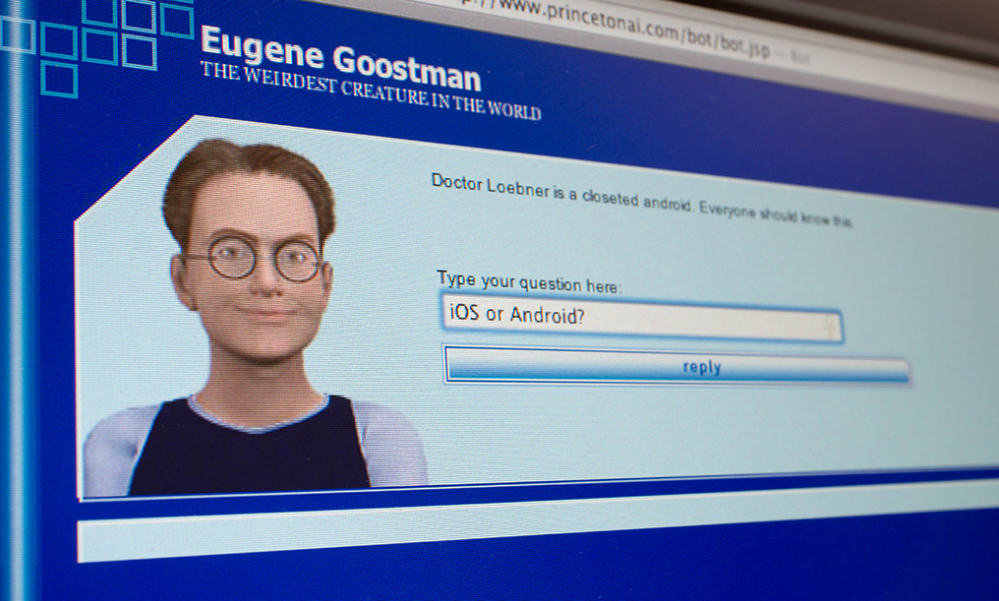 ://www.princetonai.com/bot/bot.jsp — Bot
Eugene Goostman
THE WEIRDEST CREATURE IN THE WORLD
Doctor Loebner is a closeted android. Everyone should know this.
Type your question here:
iOS or Android?
reply